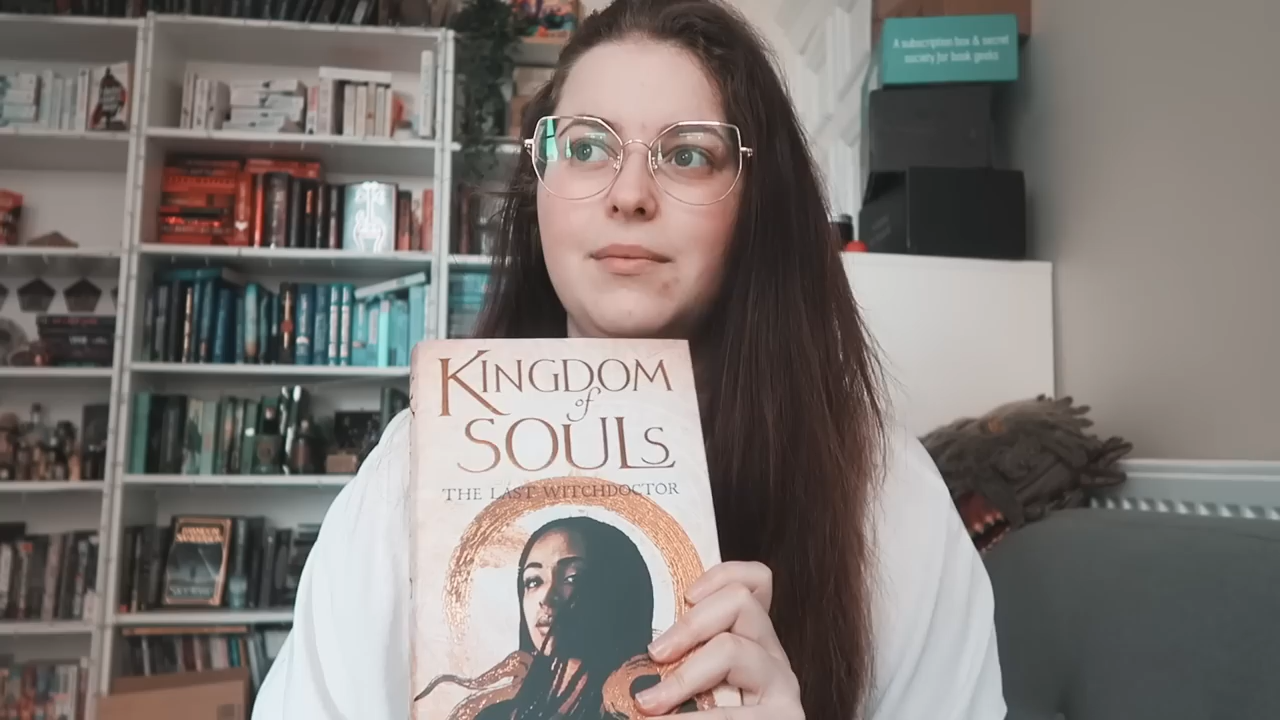 A subscription box & secret
society for book geeks
KINGDOM
of
SOULS
THE LAST WITCHDOCTOR